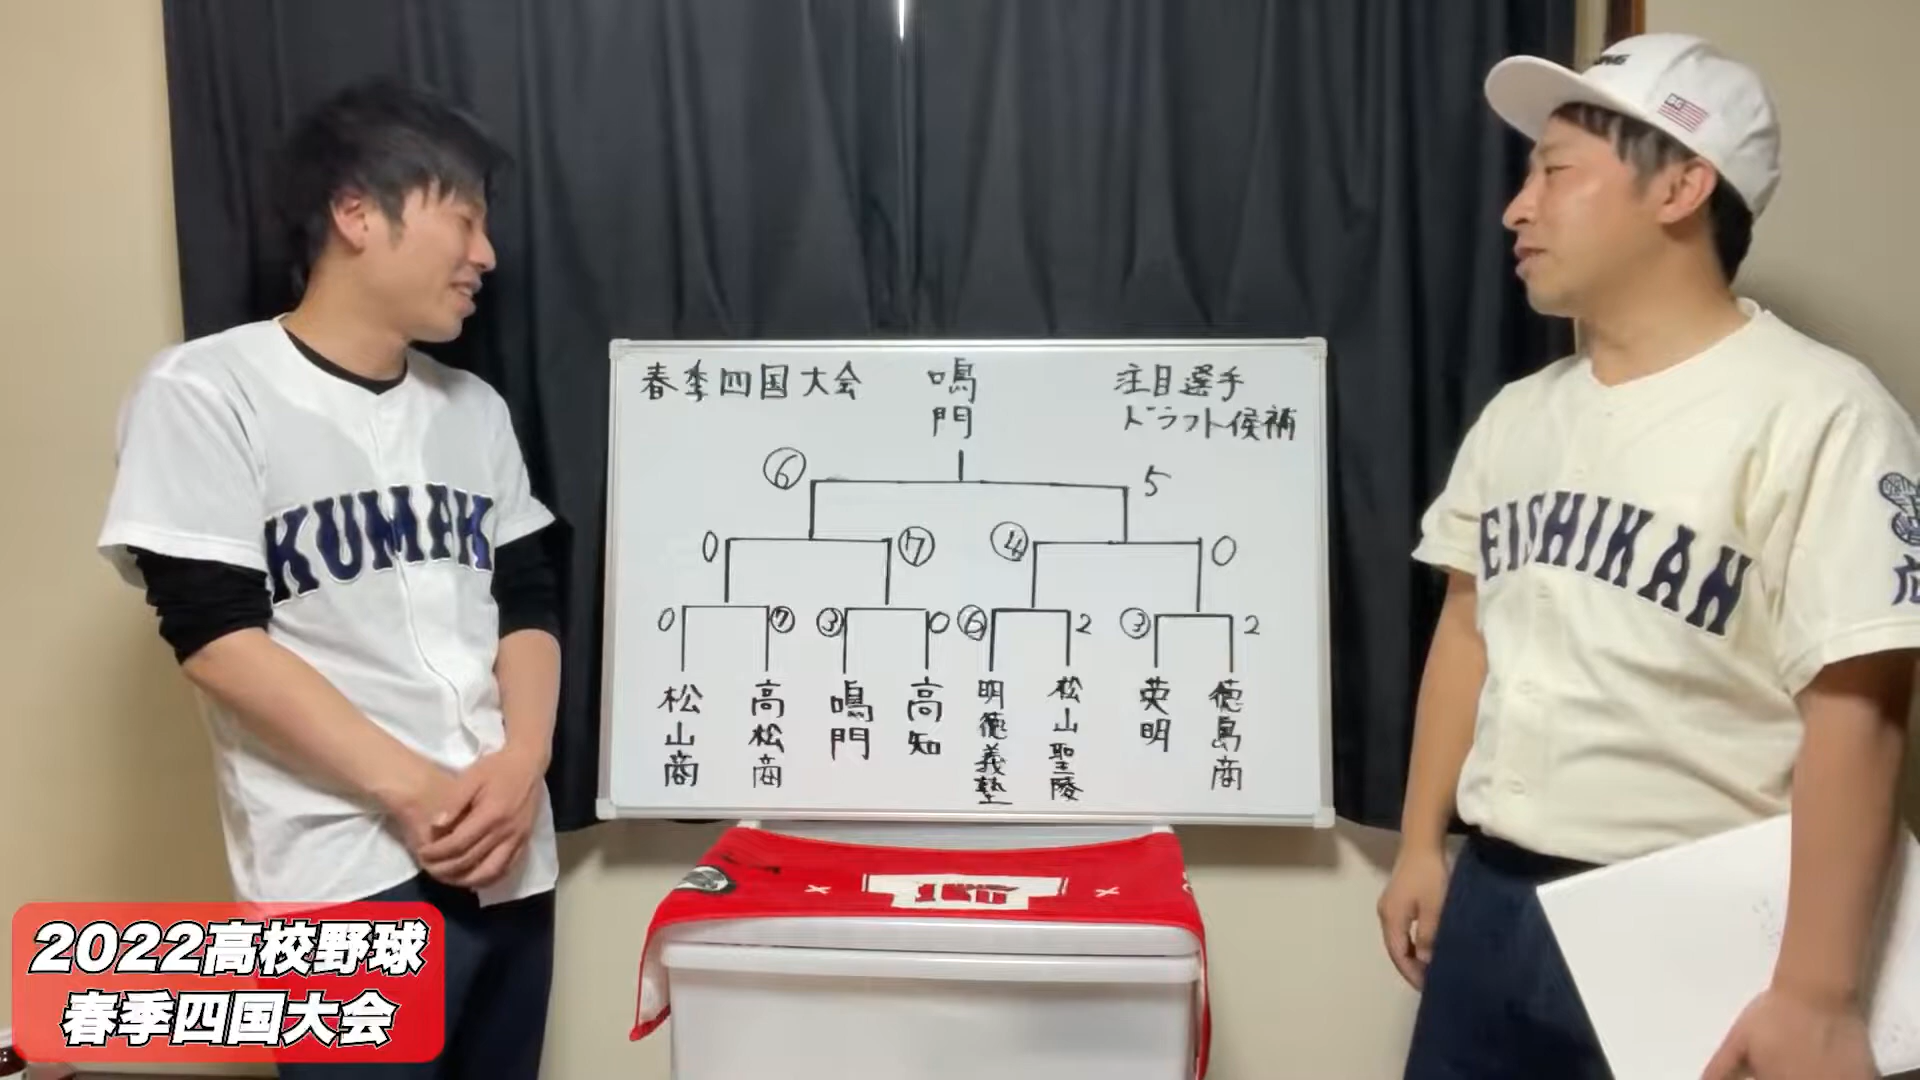 春季四国大会
鳴門
注目選手
ドラフト候補
⑥ 5
0 ⑦ ④ 0
0 ⑦ ③ 0 ⑥ 2 ③ 2
松山商
高松商
鳴門
高知
明徳義塾
松山聖陵
英明
徳島商
KUMAK
EISHIKAN
2022高校野球
春季四国大会